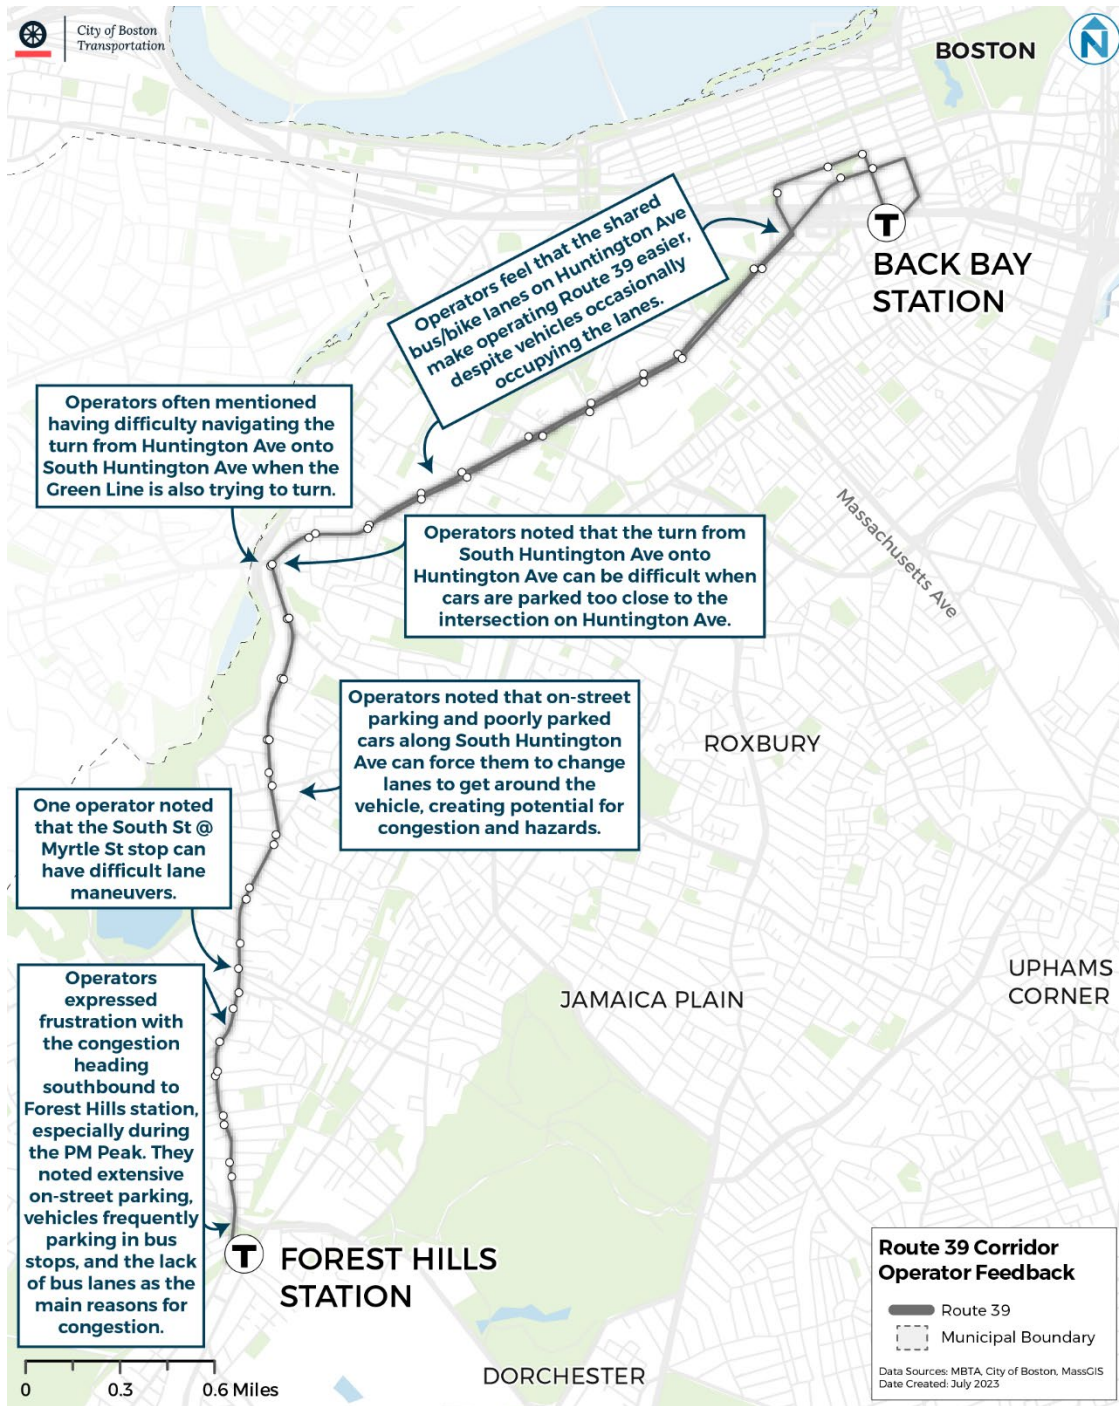 City of Boston
Transportation
N
BOSTON
T
BACK BAY
STATION
Operators feel that the shared
bus/bike lanes on Huntington Ave
make operating Route 39 easier,
despite vehicles occasionally
occupying the lanes.
Operators often mentioned
having difficulty navigating the
turn from Huntington Ave onto
South Huntington Ave when the
Green Line is also trying to turn.
Massachusetts Ave
Operators noted that the turn from
South Huntington Ave onto
Huntington Ave can be difficult when
cars are parked too close to the
intersection on Huntington Ave.
Operators noted that on-street
parking and poorly parked
cars along South Huntington
Ave can force them to change
lanes to get around the
vehicle, creating potential for
congestion and hazards.
ROXBURY
One operator noted
that the South St @
Myrtle St stop can
have difficult lane
maneuvers.
Operators
expressed
frustration with
the congestion
heading
southbound to
Forest Hills station,
especially during
the PM Peak. They
noted extensive
on-street parking,
vehicles frequently
parking in bus
stops, and the lack
of bus lanes as the
main reasons for
congestion.
JAMAICA PLAIN
UPHAMS
CORNER
T
FOREST HILLS
STATION
DORCHESTER
0 0.3 0.6 Miles
Route 39 Corridor
Operator Feedback
Route 39
Municipal Boundary
Data Sources: MBTA, City of Boston, MassGIS
Date Created: July 2023